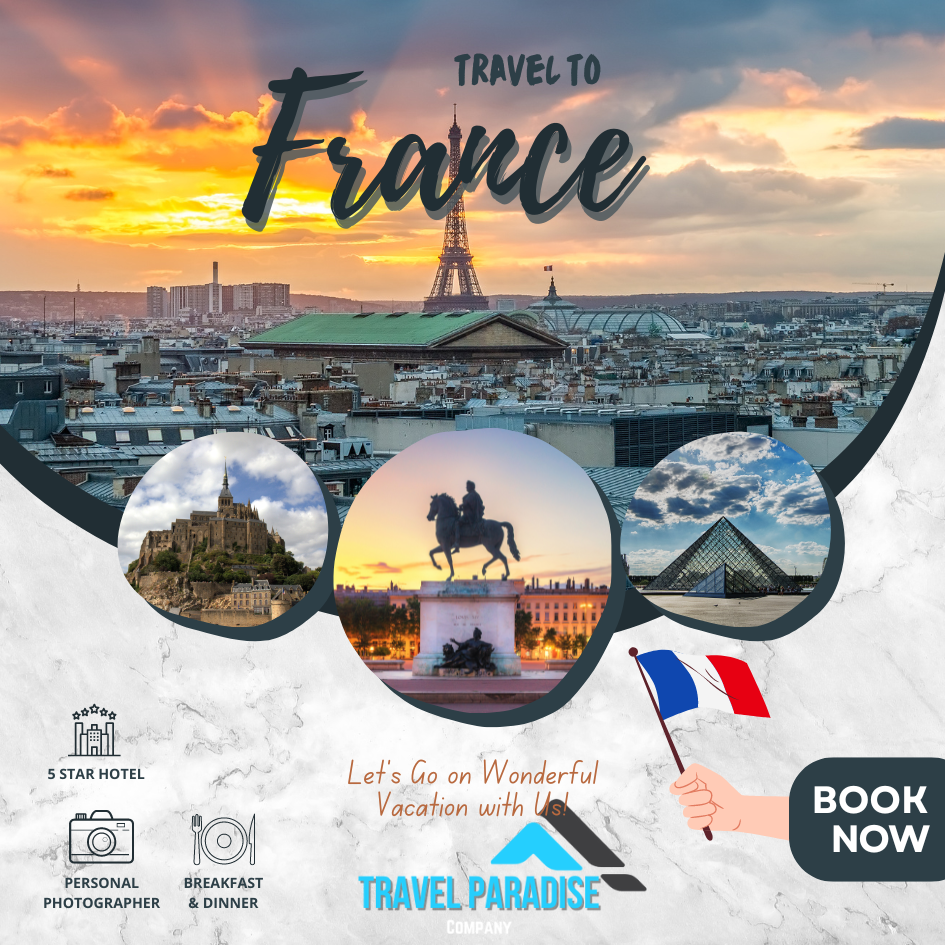 TRAVEL TO
France
5 STAR HOTEL
PERSONAL
PHOTOGRAPHER
BREAKFAST
& DINNER
Let's Go on Wonderful
Vacation with Us!
TRAVEL PARADISE
COMPANY
BOOK
NOW